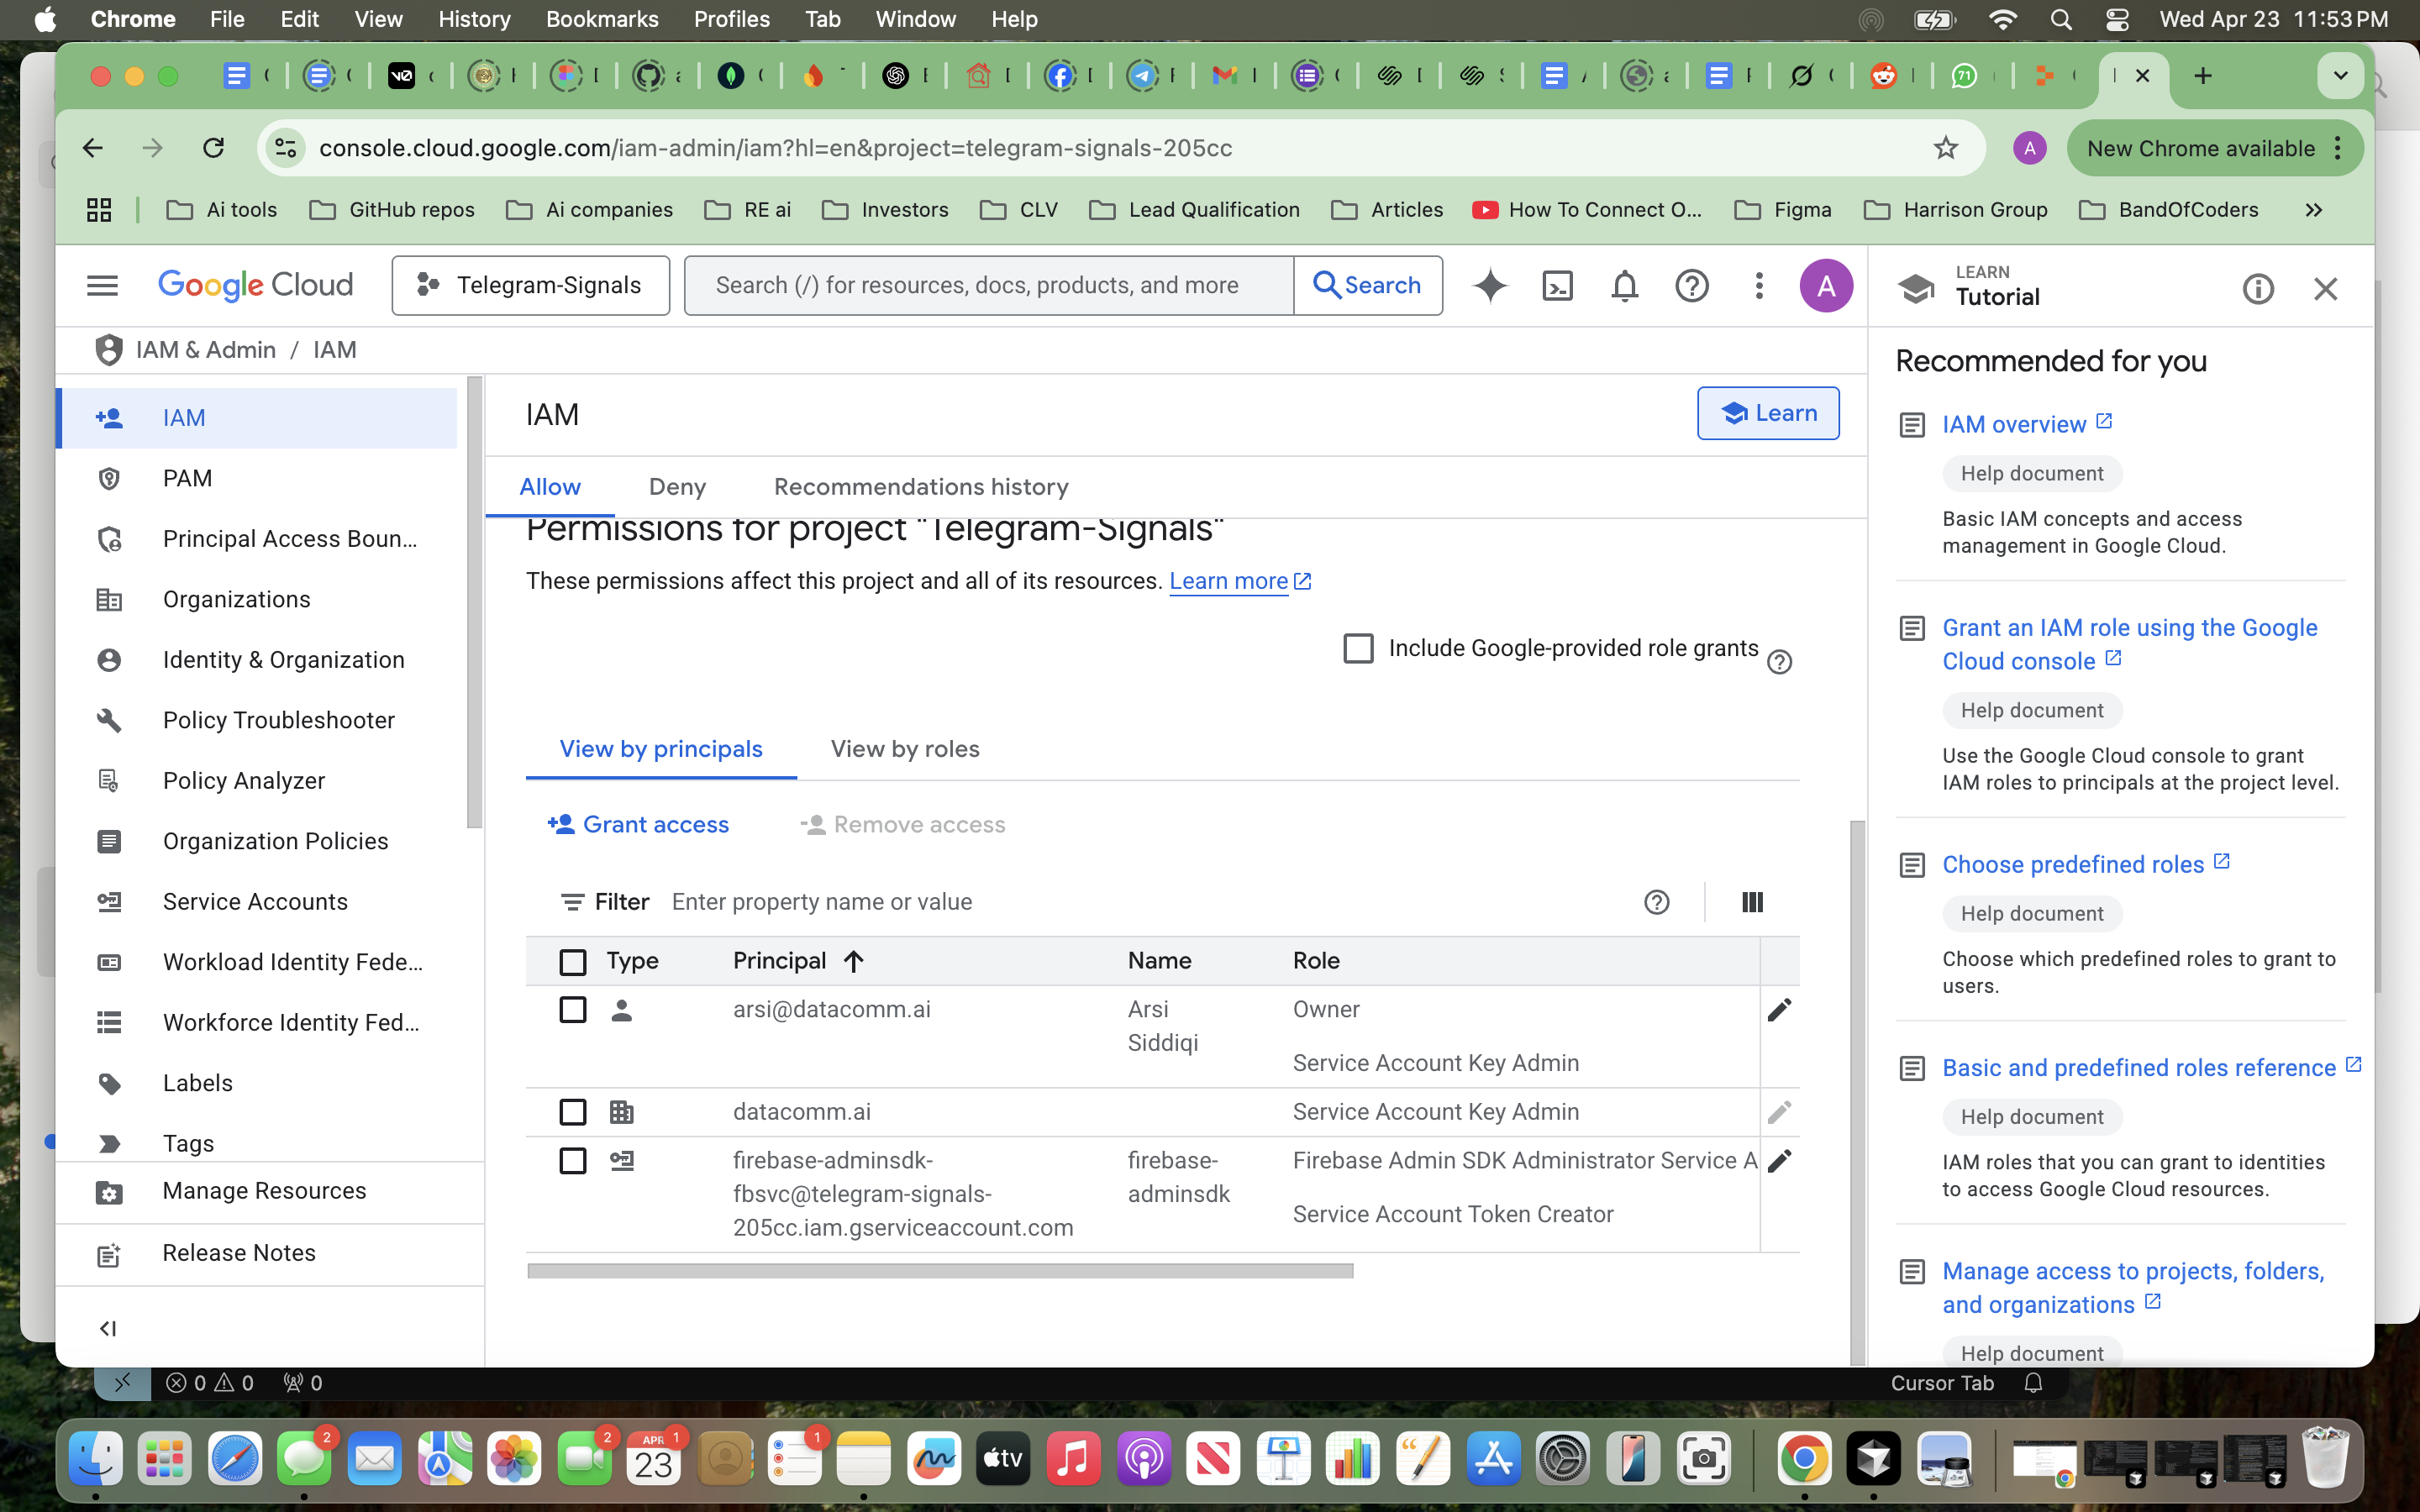 Chrome File Edit View History Bookmarks Profiles Tab Window Help
Wed Apr 23 11:53 PM
71
console.cloud.google.com/iam-admin/iam?hl=en&project=telegram-signals-205cc
A
New Chrome available
Ai tools
GitHub repos
Ai companies
RE ai
Investors
CLV
Lead Qualification
Articles
How To Connect O...
Figma
Harrison Group
BandOfCoders
Google Cloud
Telegram-Signals
Search (/) for resources, docs, products, and more
Search
A
LEARN
Tutorial
IAM & Admin / IAM
IAM
PAM
Principal Access Boun...
Organizations
Identity & Organization
Policy Troubleshooter
Policy Analyzer
Organization Policies
Service Accounts
Workload Identity Fede...
Workforce Identity Fed...
Labels
Tags
Manage Resources
Release Notes
IAM
Learn
Allow
Deny
Recommendations history
Permissions for project "Telegram-Signals"
These permissions affect this project and all of its resources. Learn more
Include Google-provided role grants
View by principals
View by roles
Grant access
Remove access
Filter Enter property name or value
Type Principal Name Role
arsi@datacomm.ai
Arsi
Siddiqi
Owner
Service Account Key Admin
datacomm.ai
Service Account Key Admin
firebase-adminsdk-
fbsvc@telegram-signals-
205cc.iam.gserviceaccount.com
firebase-
adminsdk
Firebase Admin SDK Administrator Service A
Service Account Token Creator
Recommended for you
IAM overview
Help document
Basic IAM concepts and access
management in Google Cloud.
Grant an IAM role using the Google
Cloud console
Help document
Use the Google Cloud console to grant
IAM roles to principals at the project level.
Choose predefined roles
Help document
Choose which predefined roles to grant to
users.
Basic and predefined roles reference
Help document
IAM roles that you can grant to identities
to access Google Cloud resources.
Manage access to projects, folders,
and organizations
Help document
0 0 0
Cursor Tab
2
2
APR
23
1
1
tv